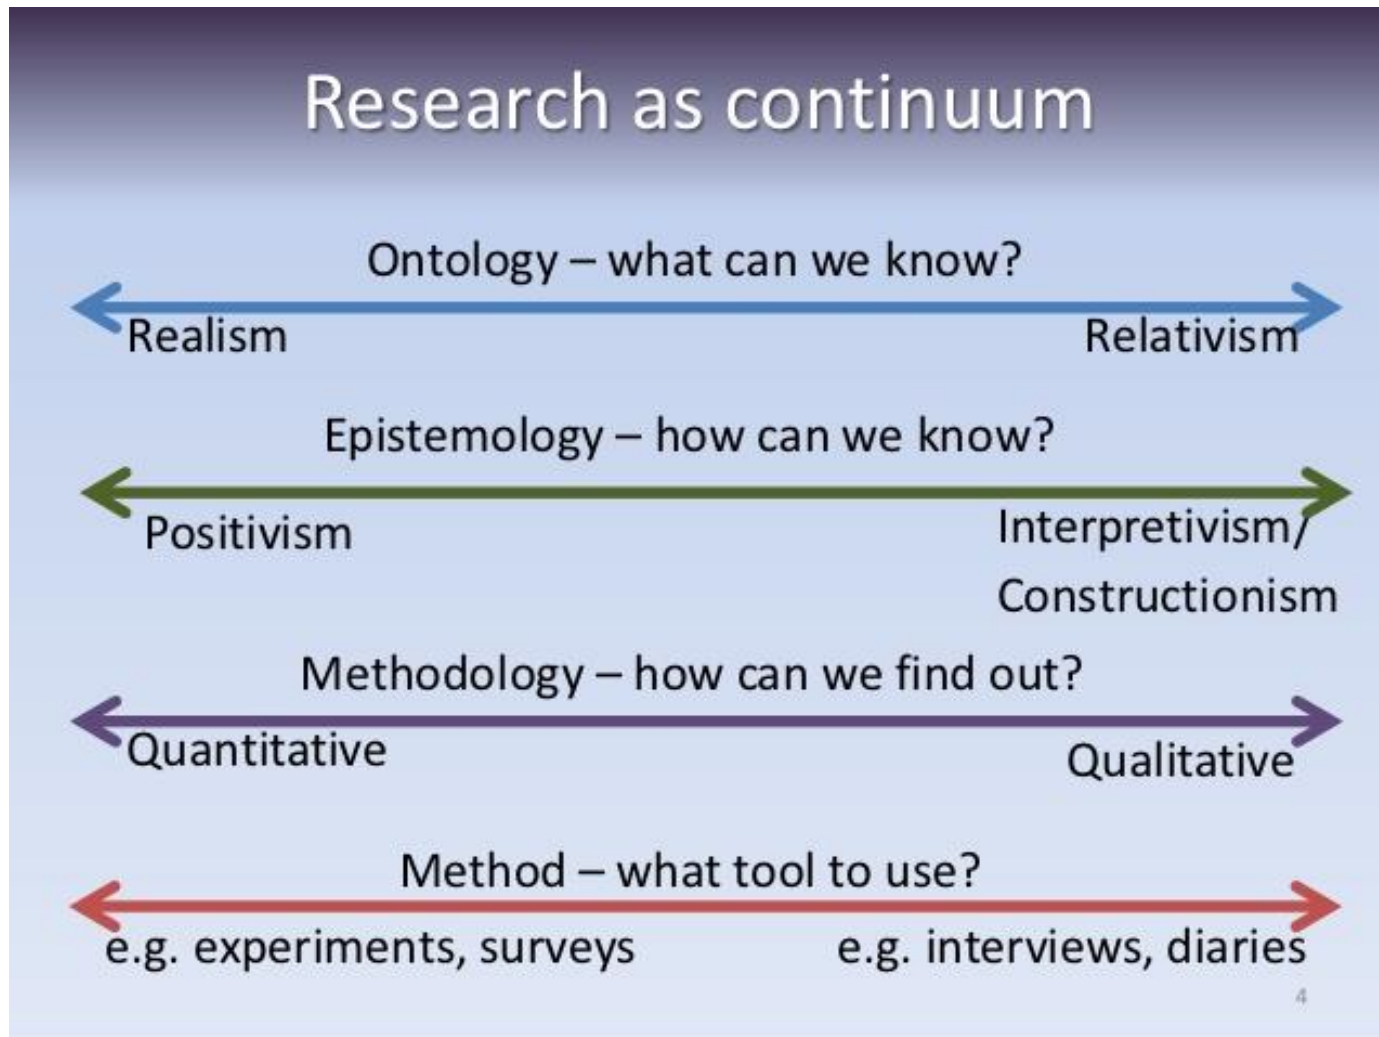 Research as continuum
Ontology – what can we know?
Realism
Relativism
Epistemology – how can we know?
Positivism
Interpretivism/
Constructionism
Methodology – how can we find out?
Quantitative
Qualitative
Method – what tool to use?
e.g. experiments, surveys
e.g. interviews, diaries
4